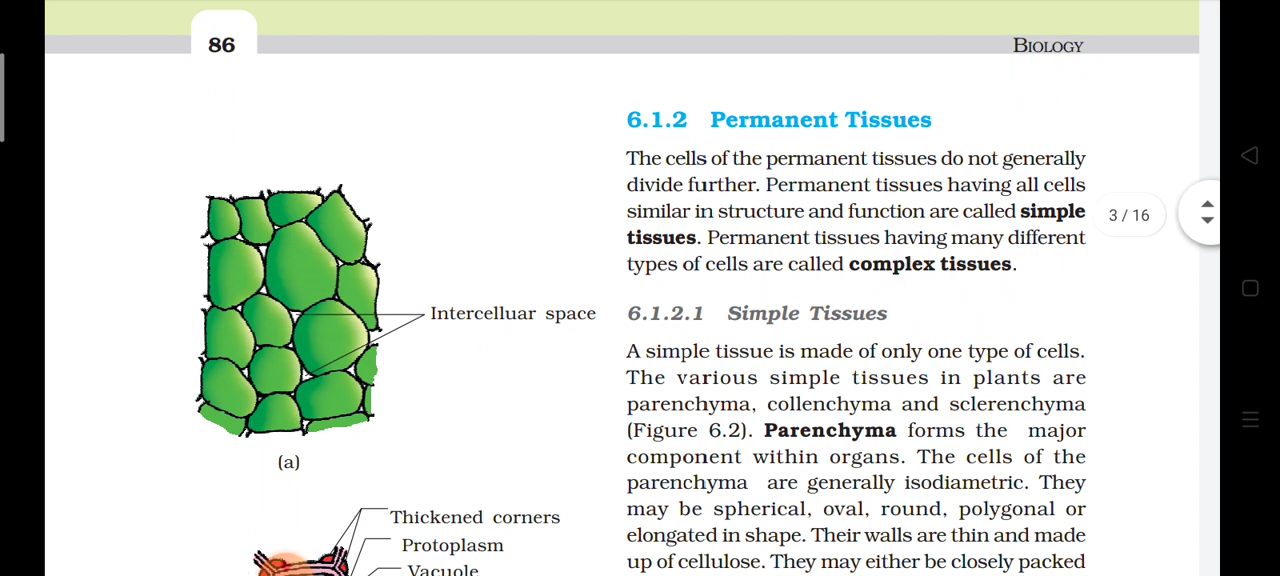 86
BIOLOGY
Intercelluar space
(a)
Thickened corners
Protoplasm
Vacuole
6.1.2 Permanent Tissues
The cells of the permanent tissues do not generally
divide further. Permanent tissues having all cells
similar in structure and function are called simple
tissues. Permanent tissues having many different
types of cells are called complex tissues.
6.1.2.1 Simple Tissues
A simple tissue is made of only one type of cells.
The various simple tissues in plants are
parenchyma, collenchyma and sclerenchyma
(Figure 6.2). Parenchyma forms the major
component within organs. The cells of the
parenchyma are generally isodiametric. They
may be spherical, oval, round, polygonal or
elongated in shape. Their walls are thin and made
up of cellulose. They may either be closely packed
3 / 16